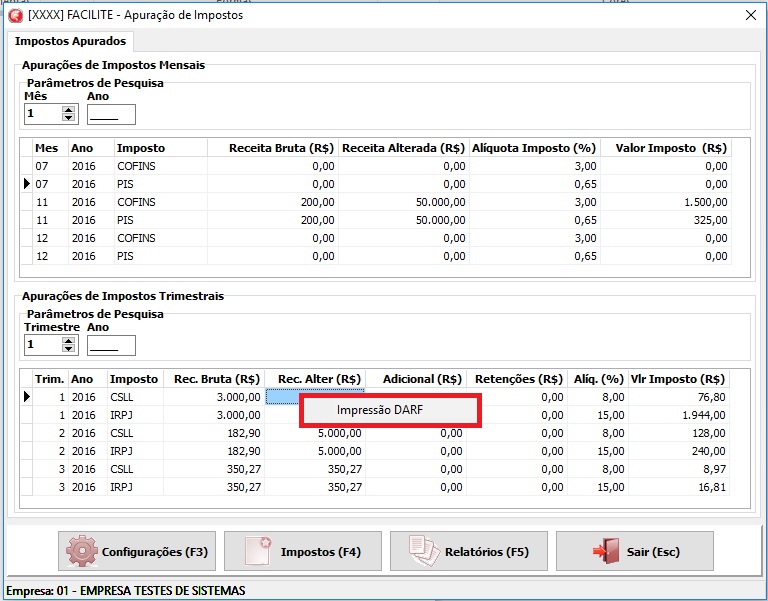 [XXXX] FACILITE - Apuração de Impostos
Impostos Apurados
Apurações de Impostos Mensais
Parâmetros de Pesquisa
Mês Ano
1 ____
Mes Ano Imposto Receita Bruta (R$) Receita Alterada (R$) Alíquota Imposto (%) Valor Imposto (R$)
07 2016 COFINS 0,00 0,00 3,00 0,00
07 2016 PIS 0,00 0,00 0,65 0,00
11 2016 COFINS 200,00 50.000,00 3,00 1.500,00
11 2016 PIS 200,00 50.000,00 0,65 325,00
12 2016 COFINS 0,00 0,00 3,00 0,00
12 2016 PIS 0,00 0,00 0,65 0,00
Apurações de Impostos Trimestrais
Parâmetros de Pesquisa
Trimestre Ano
1 ____
Trim. Ano Imposto Rec. Bruta (R$) Rec. Alter (R$) Adicional (R$) Retenções (R$) Alíq. (%) Vlr Imposto (R$)
1 2016 CSLL 3.000,00 0,00 8,00 76,80
Impressão DARF
1 2016 IRPJ 3.000,00 0,00 15,00 1.944,00
2 2016 CSLL 182,90 5.000,00 0,00 0,00 8,00 128,00
2 2016 IRPJ 182,90 5.000,00 0,00 0,00 15,00 240,00
3 2016 CSLL 350,27 350,27 0,00 0,00 8,00 8,97
3 2016 IRPJ 350,27 350,27 0,00 0,00 15,00 16,81
Configurações (F3) Impostos (F4) Relatórios (F5) Sair (Esc)
Empresa: 01 - EMPRESA TESTES DE SISTEMAS